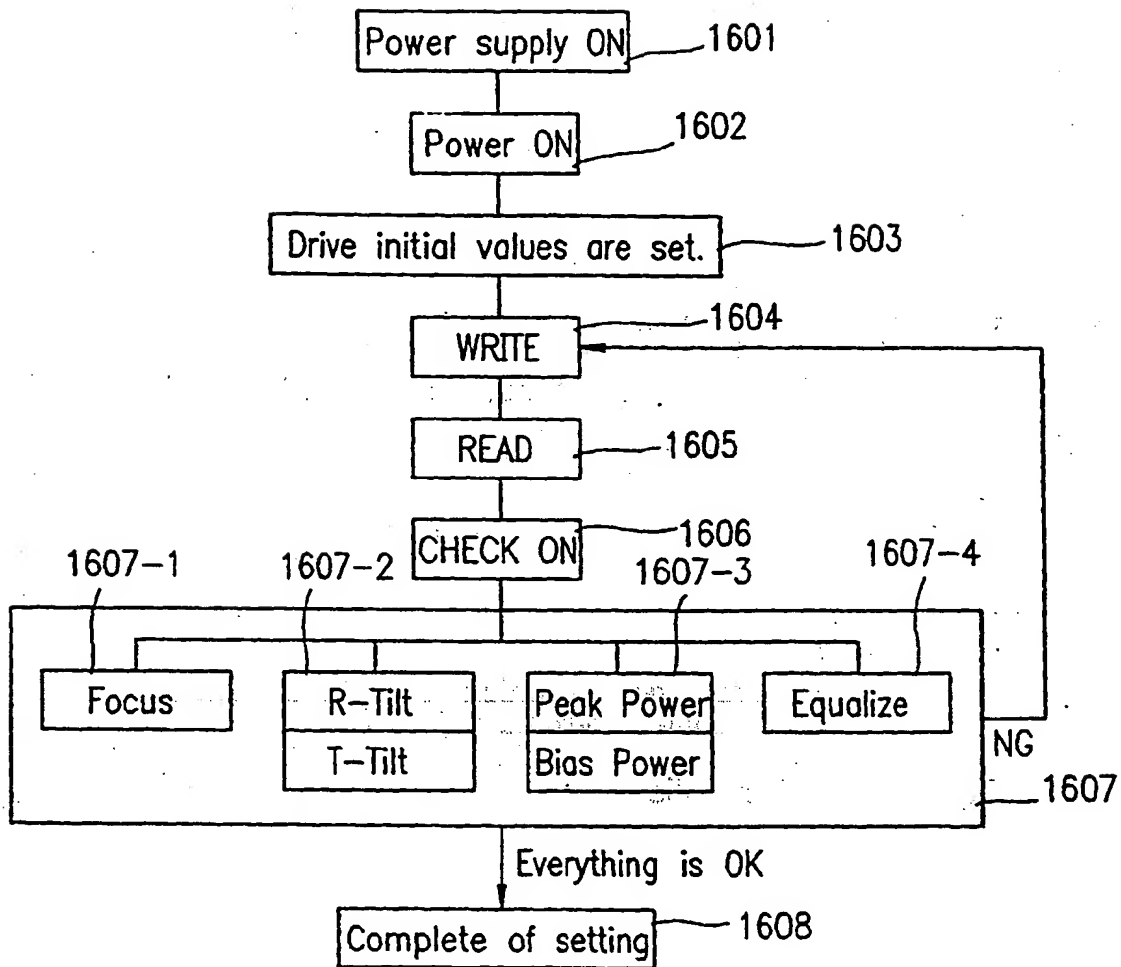 Power supply ON
1601
Power ON
1602
Drive initial values are set.
1603
WRITE
1604
READ
1605
CHECK ON
1606
1607-1
1607-2
1607-3
1607-4
Focus
R-Tilt
T-Tilt
Peak Power
Bias Power
Equalize
NG
1607
Everything is OK
Complete of setting
1608